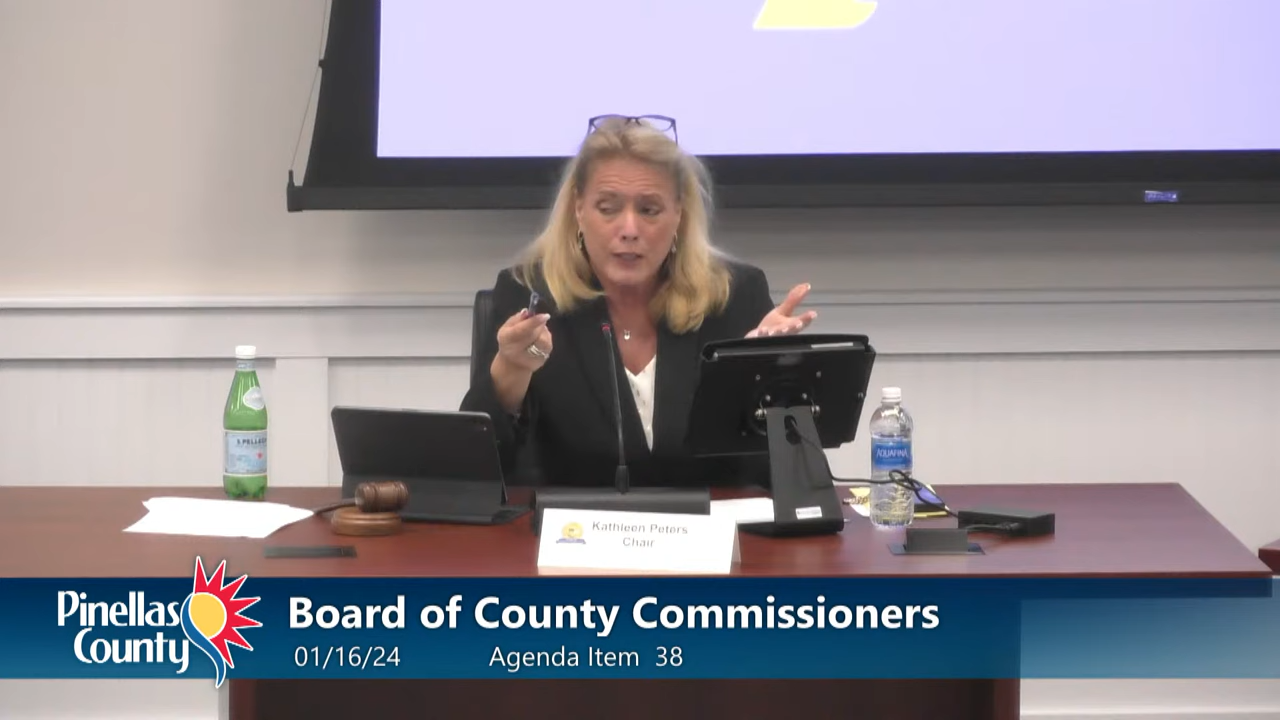 S.PELLEGRINO
AQUAFINA
Kathleen Peters
Chair
Pinellas
County
Board of County Commissioners
01/16/24 Agenda Item 38